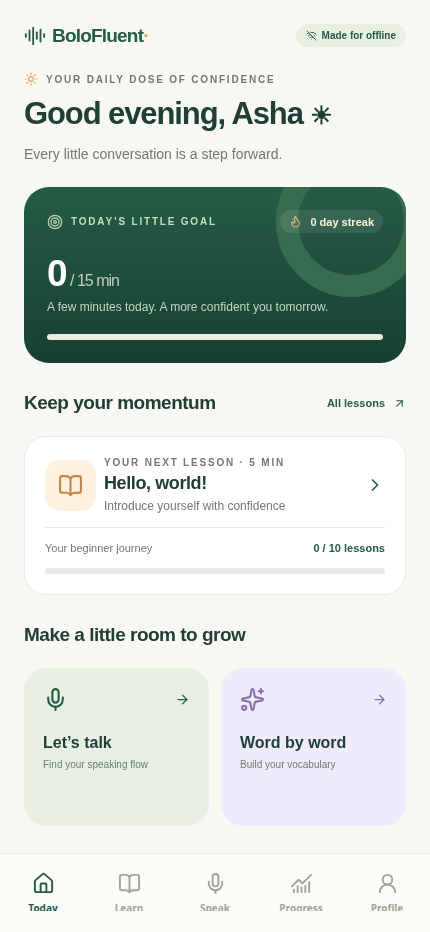 BoloFluent
Made for offline
YOUR DAILY DOSE OF CONFIDENCE
Good evening, Asha ☀
Every little conversation is a step forward.
TODAY'S LITTLE GOAL
0 day streak
0 / 15 min
A few minutes today. A more confident you tomorrow.
Keep your momentum
All lessons
YOUR NEXT LESSON · 5 MIN
Hello, world!
Introduce yourself with confidence
Your beginner journey
0 / 10 lessons
Make a little room to grow
Let’s talk
Find your speaking flow
Word by word
Build your vocabulary
Today
Learn
Speak
Progress
Profile